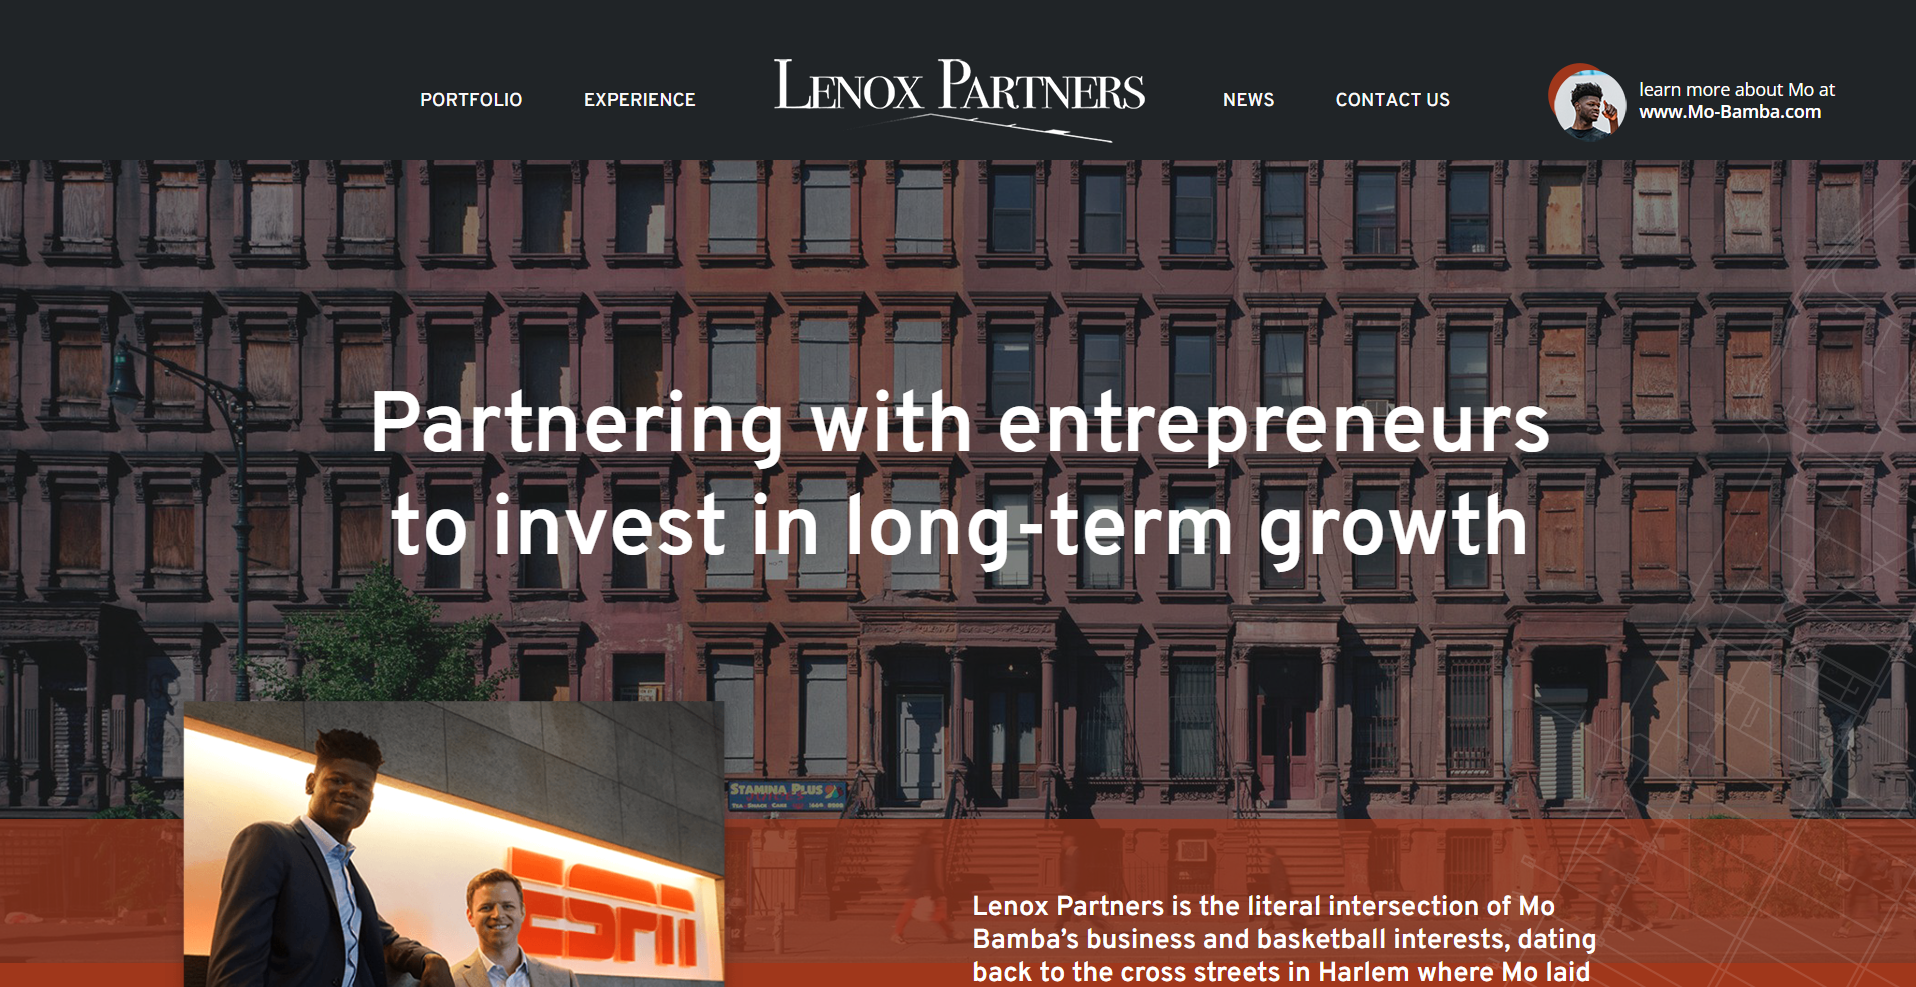 PORTFOLIO
EXPERIENCE
LENOX PARTNERS
NEWS
CONTACT US
learn more about Mo at
www.Mo-Bamba.com
Partnering with entrepreneurs
to invest in long-term growth
STAMINA PLUS
ESPN
Lenox Partners is the literal intersection of Mo
Bamba’s business and basketball interests, dating
back to the cross streets in Harlem where Mo laid